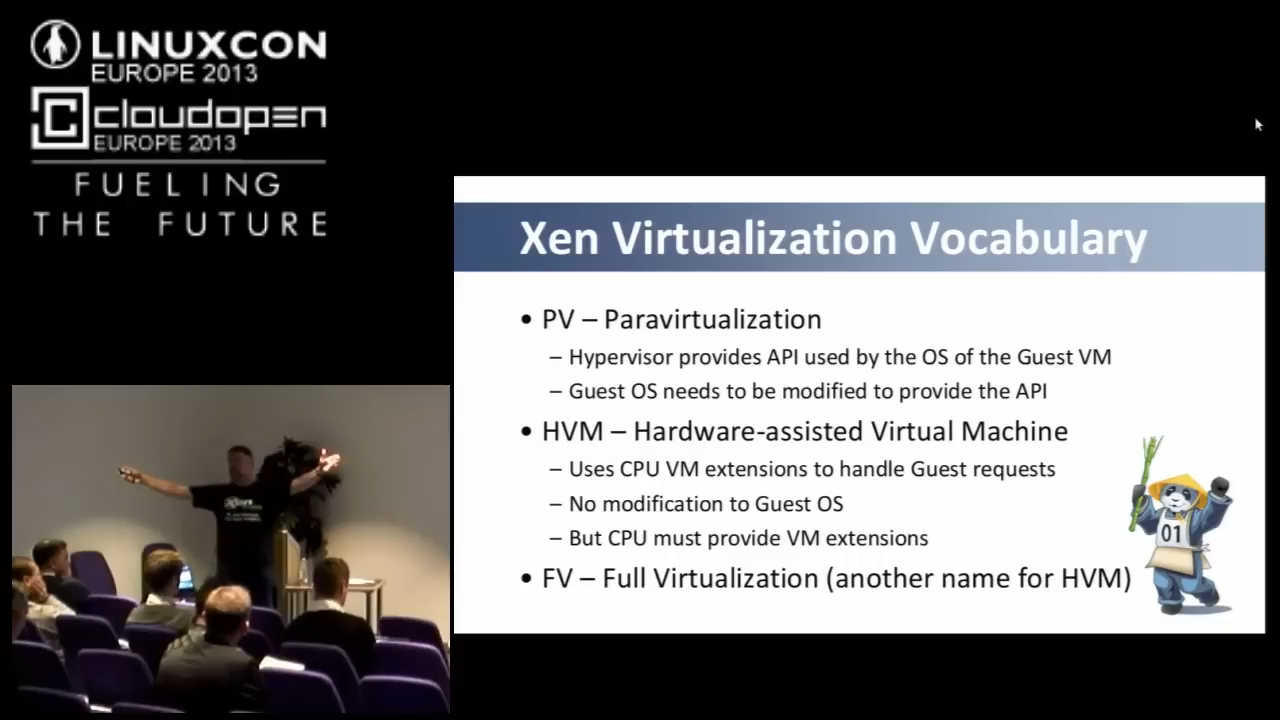 LINUXCON
EUROPE 2013
cloudopen
EUROPE 2013
FUELING
THE FUTURE
Xen Virtualization Vocabulary
• PV – Paravirtualization
– Hypervisor provides API used by the OS of the Guest VM
– Guest OS needs to be modified to provide the API
• HVM – Hardware-assisted Virtual Machine
– Uses CPU VM extensions to handle Guest requests
– No modification to Guest OS
– But CPU must provide VM extensions
• FV – Full Virtualization (another name for HVM)
01